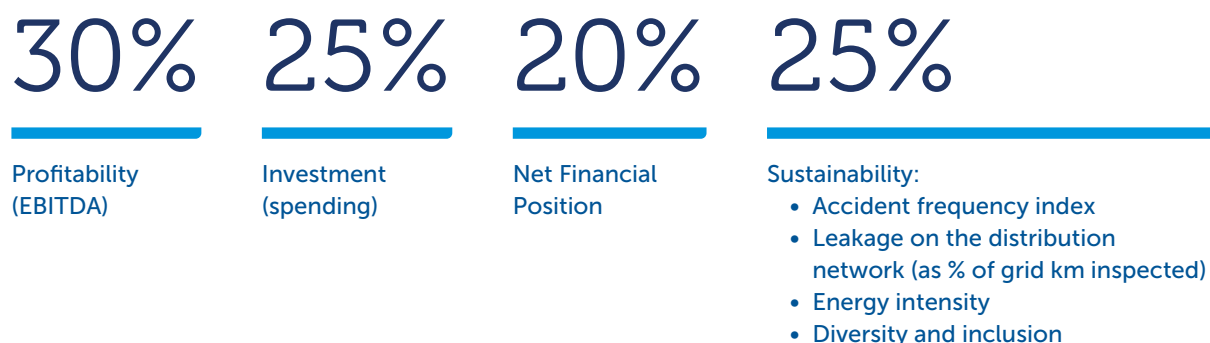 30%
25%
20%
25%
Profitability
(EBITDA)
Investment
(spending)
Net Financial
Position
Sustainability:
• Accident frequency index
• Leakage on the distribution
network (as % of grid km inspected)
• Energy intensity
• Diversity and inclusion